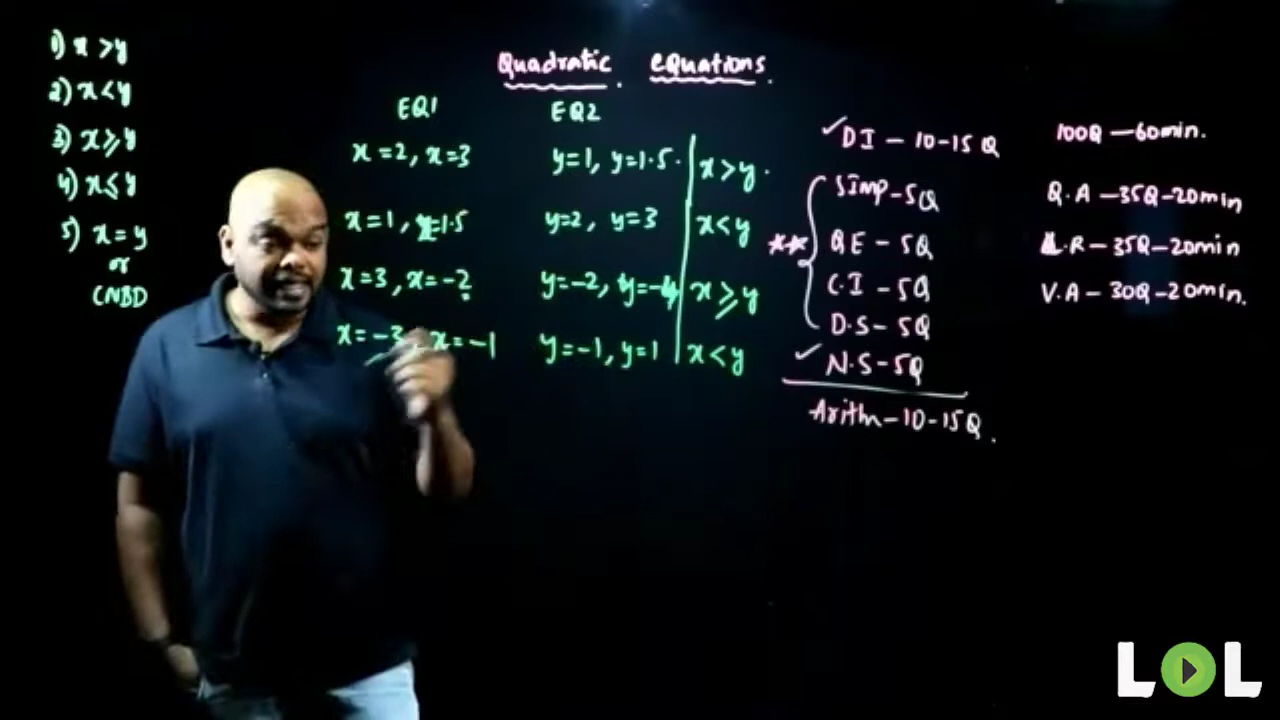 1) x > y
2) x < y
3) x ≥ y
4) x ≤ y
5) x = y
or
CNBD
Quadratic equations.
EQ1 EQ2
x = 2, x = 3 y = 1, y = 1.5. x > y.
x = 1, x = 1.5 y = 2, y = 3 x < y
x = 3, x = -2 y = -2, y = -4 x ≥ y
x = -3, x = -1 y = -1, y = 1 x < y
✓ DI - 10-15Q
Simp - 5Q
** QE - 5Q
C.I - 5Q
D.S - 5Q
✓ N.S - 5Q
Arith - 10-15Q.
100Q - 60min.
Q.A - 35Q - 20min
L.R - 35Q - 20min
V.A - 30Q - 20min.
LOL